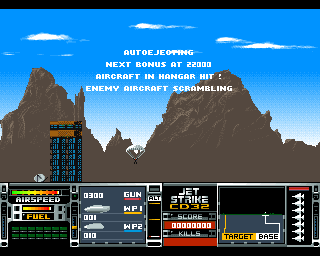 AUTOEJECTING
NEXT BONUS AT 22000
AIRCRAFT IN HANGAR HIT !
ENEMY AIRCRAFT SCRAMBLING
AIRSPEED
FUEL
0300 GUN
WP1
001
WP2
001
ALT
JET
STRIKE
CD32
SCORE
00000000
KILLS
TARGET BASE